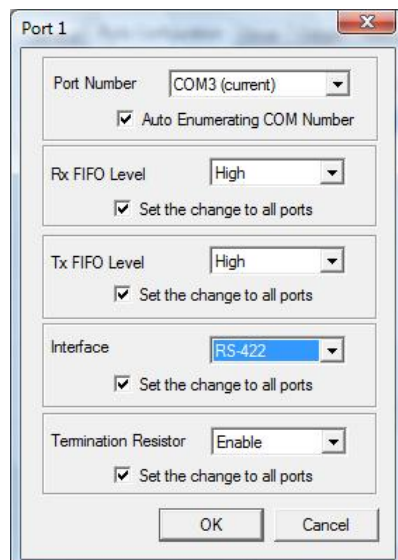 Port 1
Port Number COM3 (current)
Auto Enumerating COM Number
Rx FIFO Level High
Set the change to all ports
Tx FIFO Level High
Set the change to all ports
Interface RS-422
Set the change to all ports
Termination Resistor Enable
Set the change to all ports
OK Cancel